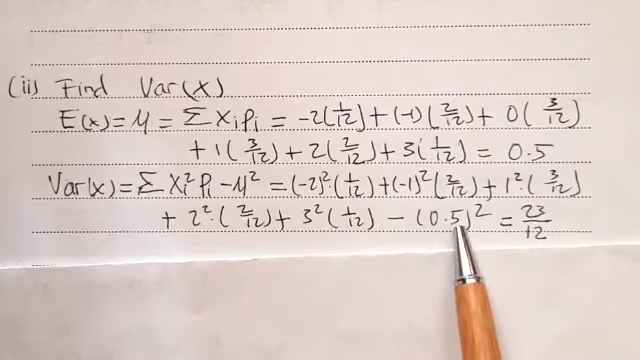 (ii) Find Var(X)
E(x) = μ = Σ xᵢpᵢ = -2(1/12) + (-1)(2/12) + 0(3/12)
+ 1(3/12) + 2(2/12) + 3(1/12) = 0.5
Var(x) = Σ xᵢ²pᵢ - μ² = (-2)²·(1/12) + (-1)²(2/12) + 1²·(3/12)
+ 2²·(2/12) + 3²(1/12) - (0.5)² = 23/12